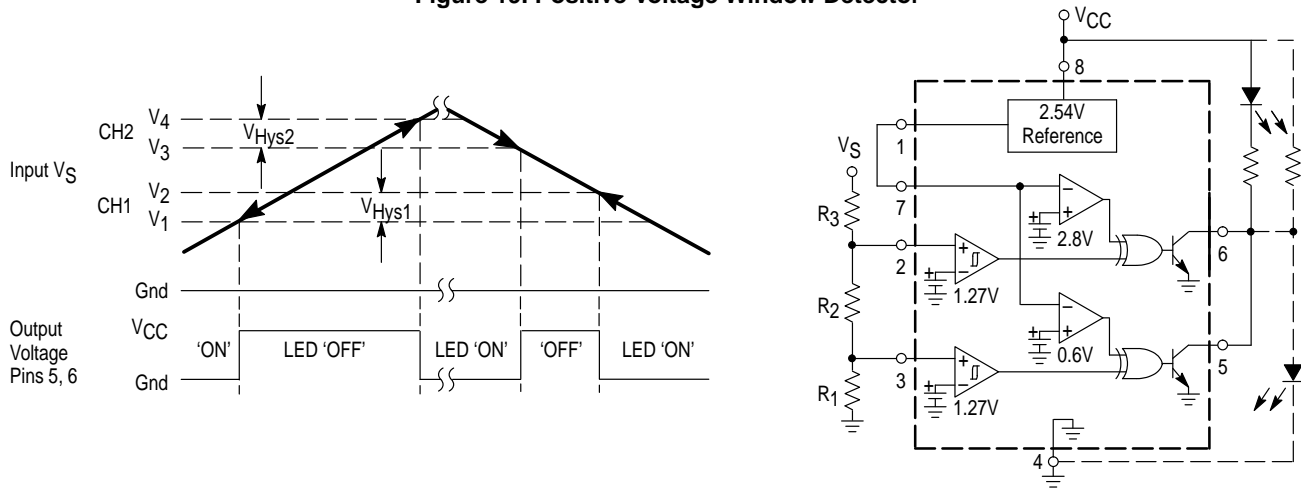 Figure 15. Positive Voltage Window Detector
Input VS
CH2
V4
V3
VHys2
CH1
V2
V1
VHys1
Gnd
Output
Voltage
Pins 5, 6
VCC
Gnd
'ON'
LED 'OFF'
LED 'ON'
'OFF'
LED 'ON'
VCC
8
2.54V
Reference
1
VS
7
R3
2
+
-
1.27V
-
+
2.8V
6
R2
3
+
-
1.27V
-
+
0.6V
5
R1
4